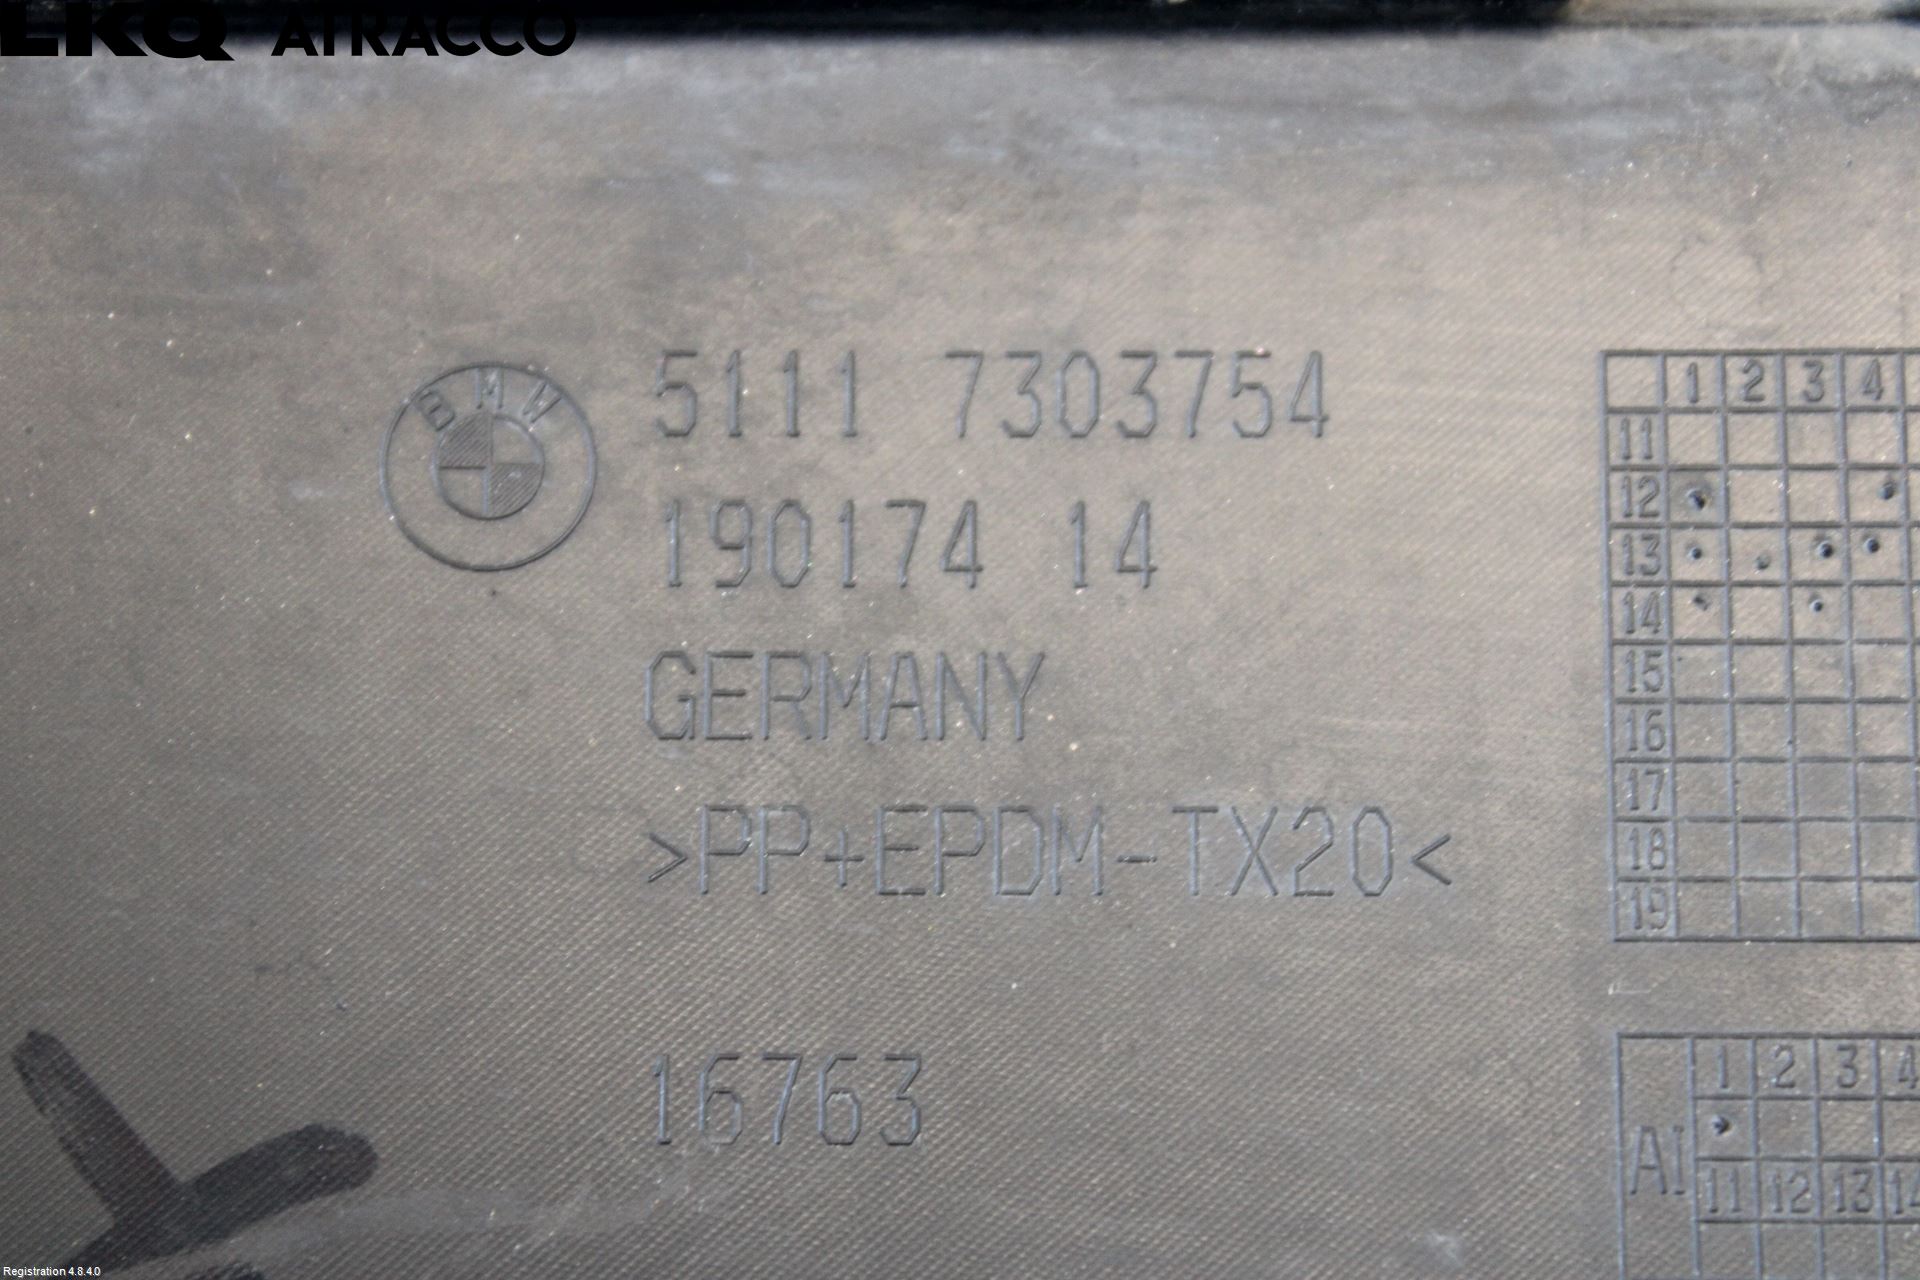 LKQ ATRACCO
BMW
5111 7303754
190174 14
GERMANY
>PP+EPDM-TX20<
16763
1 2 3 4
11
12
13
14
15
16
17
18
19
1 2 3 4
AI
11 12 13 14
Registration 4.8.4.0